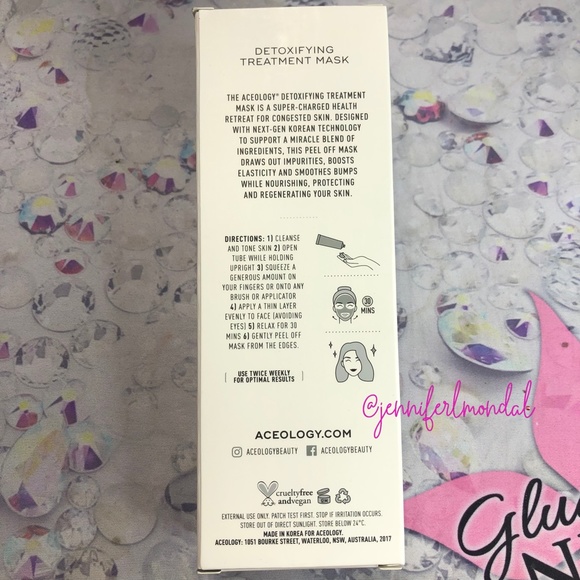 DETOXIFYING
TREATMENT MASK
THE ACEOLOGY® DETOXIFYING TREATMENT
MASK IS A SUPER-CHARGED HEALTH
RETREAT FOR CONGESTED SKIN. DESIGNED
WITH NEXT-GEN KOREAN TECHNOLOGY
TO SUPPORT A MIRACLE BLEND OF
INGREDIENTS, THIS PEEL OFF MASK
DRAWS OUT IMPURITIES, BOOSTS
ELASTICITY AND SMOOTHES BUMPS
WHILE NOURISHING, PROTECTING
AND REGENERATING YOUR SKIN.
DIRECTIONS: 1) CLEANSE
AND TONE SKIN 2) OPEN
TUBE WHILE HOLDING
UPRIGHT 3) SQUEEZE A
GENEROUS AMOUNT ON
YOUR FINGERS OR ONTO ANY
BRUSH OR APPLICATOR
4) APPLY A THIN LAYER
EVENLY TO FACE (AVOIDING
EYES) 5) RELAX FOR 30
MINS 6) GENTLY PEEL OFF
MASK FROM THE EDGES.
30
MINS
USE TWICE WEEKLY
FOR OPTIMAL RESULTS
@jenniferlmondal
ACEOLOGY.COM
ACEOLOGYBEAUTY
ACEOLOGYBEAUTY
crueltyfree
andvegan
EXTERNAL USE ONLY. PATCH TEST FIRST. STOP IF IRRITATION OCCURS.
STORE OUT OF DIRECT SUNLIGHT. STORE BELOW 24°C.
MADE IN KOREA FOR ACEOLOGY.
ACEOLOGY: 1051 BOURKE STREET, WATERLOO, NSW, AUSTRALIA, 2017